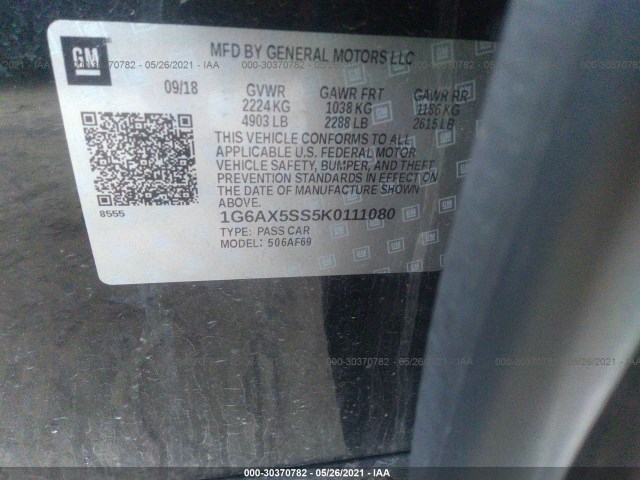 GM
MFD BY GENERAL MOTORS LLC
000-30370782 - 05/26/2021 - IAA
09/18 GVWR GAWR FRT GAWR RR
2224 KG 1038 KG 1186 KG
4903 LB 2288 LB 2615 LB
THIS VEHICLE CONFORMS TO ALL
APPLICABLE U.S. FEDERAL MOTOR
VEHICLE SAFETY, BUMPER, AND THEFT
PREVENTION STANDARDS IN EFFECT ON
THE DATE OF MANUFACTURE SHOWN
ABOVE.
8555
1G6AX5SS5K0111080
TYPE: PASS CAR
MODEL: 506AF69
000-30370782 - 05/26/2021 - IAA
000-30370782 - 05/26/2021 - IAA